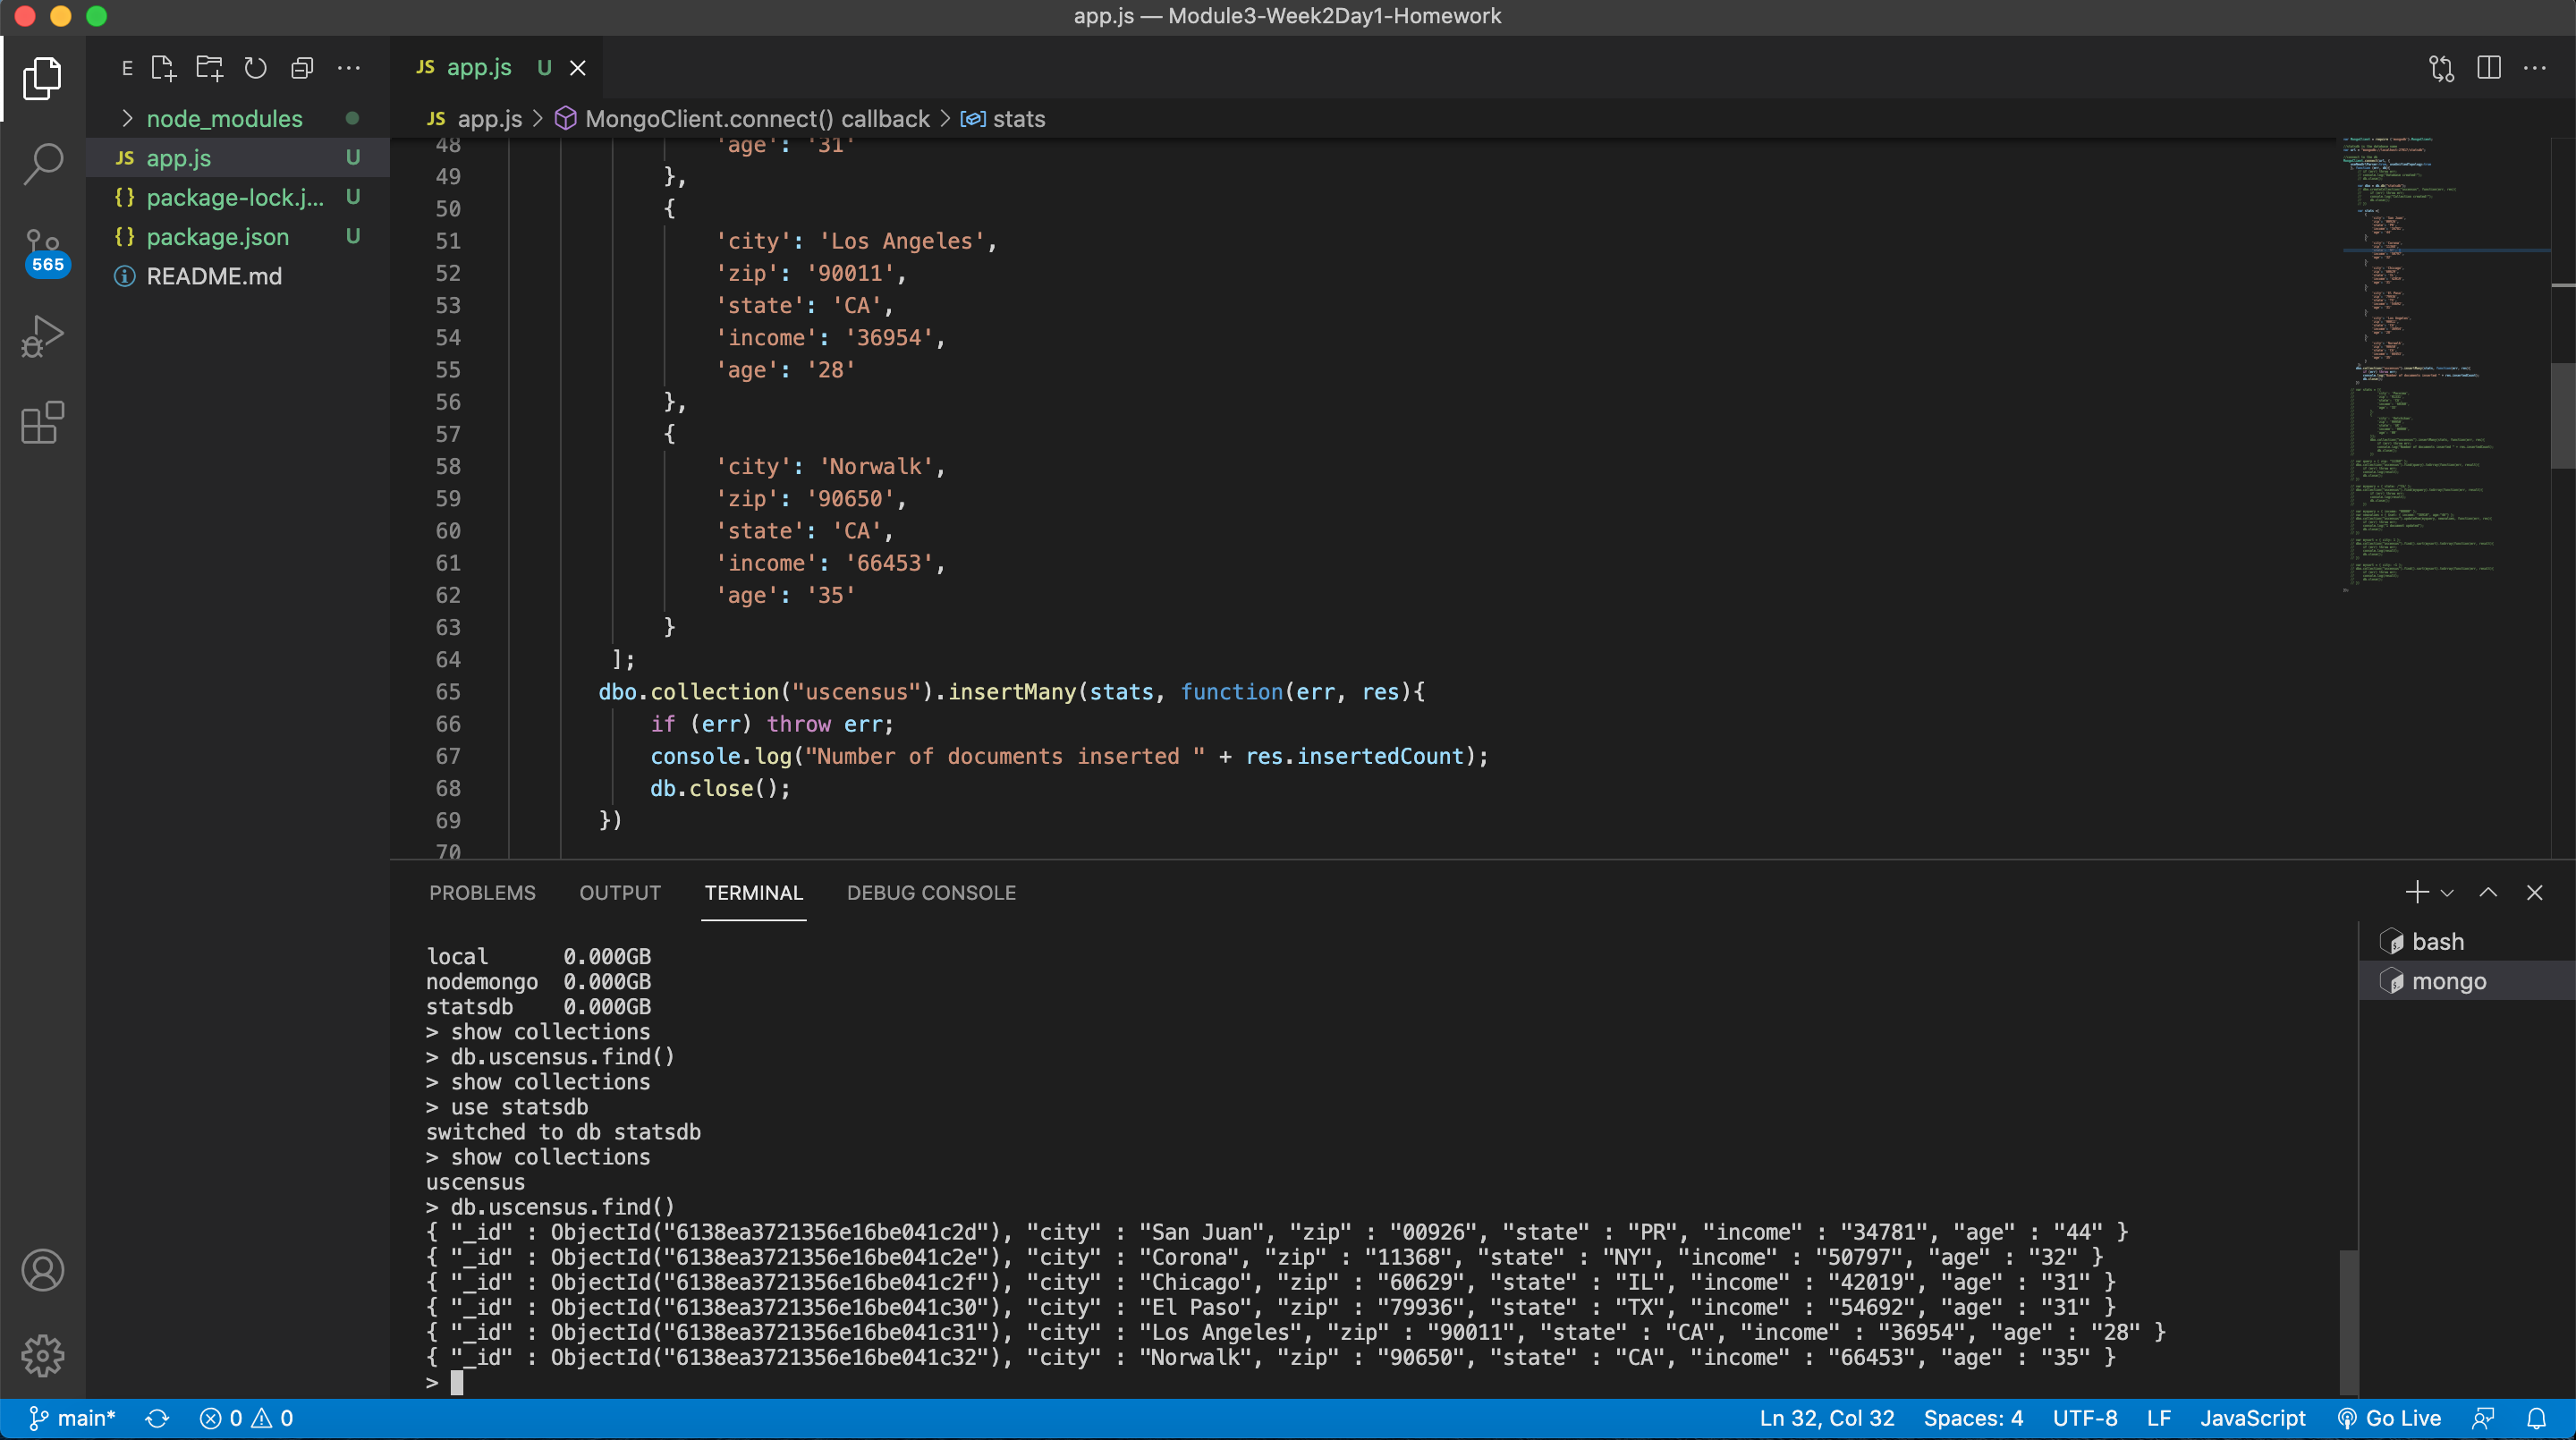 app.js — Module3-Week2Day1-Homework
E
JS app.js U
JS app.js > MongoClient.connect() callback > stats
node_modules
JS app.js U
{} package-lock.j... U
{} package.json U
README.md
565
48 'age': '31'
49 },
50 {
51 'city': 'Los Angeles',
52 'zip': '90011',
53 'state': 'CA',
54 'income': '36954',
55 'age': '28'
56 },
57 {
58 'city': 'Norwalk',
59 'zip': '90650',
60 'state': 'CA',
61 'income': '66453',
62 'age': '35'
63 }
64 ];
65 dbo.collection("uscensus").insertMany(stats, function(err, res){
66 if (err) throw err;
67 console.log("Number of documents inserted " + res.insertedCount);
68 db.close();
69 })
70
PROBLEMS OUTPUT TERMINAL DEBUG CONSOLE
bash
mongo
local 0.000GB
nodemongo 0.000GB
statsdb 0.000GB
> show collections
> db.uscensus.find()
> show collections
> use statsdb
switched to db statsdb
> show collections
uscensus
> db.uscensus.find()
{ "_id" : ObjectId("6138ea3721356e16be041c2d"), "city" : "San Juan", "zip" : "00926", "state" : "PR", "income" : "34781", "age" : "44" }
{ "_id" : ObjectId("6138ea3721356e16be041c2e"), "city" : "Corona", "zip" : "11368", "state" : "NY", "income" : "50797", "age" : "32" }
{ "_id" : ObjectId("6138ea3721356e16be041c2f"), "city" : "Chicago", "zip" : "60629", "state" : "IL", "income" : "42019", "age" : "31" }
{ "_id" : ObjectId("6138ea3721356e16be041c30"), "city" : "El Paso", "zip" : "79936", "state" : "TX", "income" : "54692", "age" : "31" }
{ "_id" : ObjectId("6138ea3721356e16be041c31"), "city" : "Los Angeles", "zip" : "90011", "state" : "CA", "income" : "36954", "age" : "28" }
{ "_id" : ObjectId("6138ea3721356e16be041c32"), "city" : "Norwalk", "zip" : "90650", "state" : "CA", "income" : "66453", "age" : "35" }
>
main* 0 0 Ln 32, Col 32 Spaces: 4 UTF-8 LF JavaScript Go Live